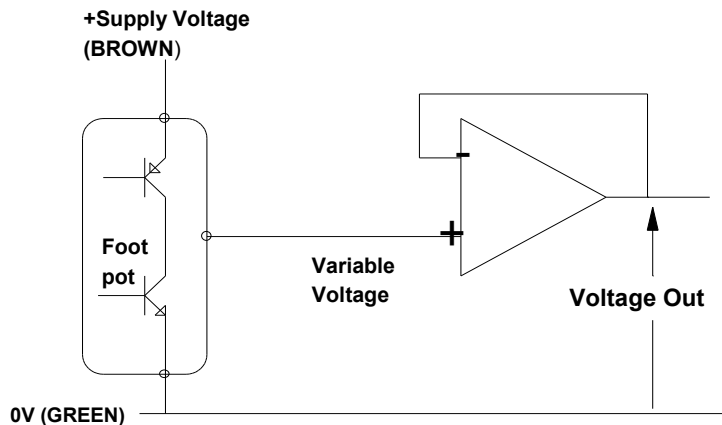 +Supply Voltage
(BROWN)
-
Foot
pot
+
Variable
Voltage
Voltage Out
0V (GREEN)